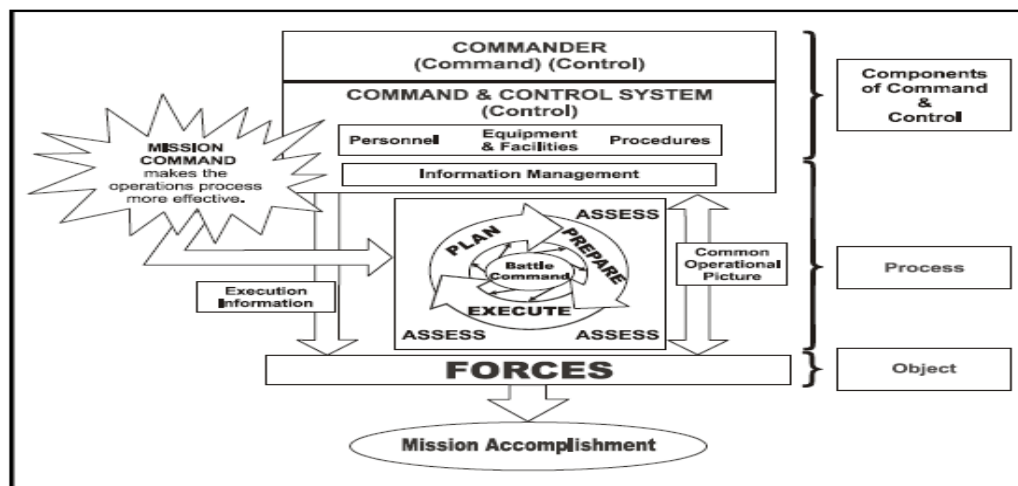 COMMANDER
(Command) (Control)
COMMAND & CONTROL SYSTEM
(Control)
Personnel
Equipment
& Facilities
Procedures
Information Management
Components
of Command
&
Control
MISSION
COMMAND
makes the
operations process
more effective.
ASSESS
PLAN
PREPARE
Battle
Command
EXECUTE
ASSESS
ASSESS
Common
Operational
Picture
Process
Execution
Information
FORCES
Object
Mission Accomplishment